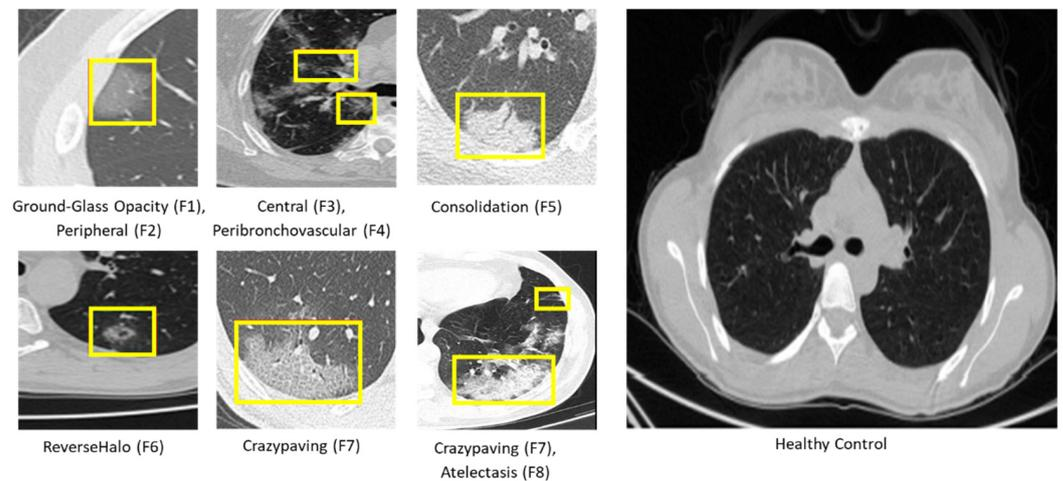 Ground-Glass Opacity (F1),
Peripheral (F2)
Central (F3),
Peribronchovascular (F4)
Consolidation (F5)
ReverseHalo (F6)
Crazypaving (F7)
Crazypaving (F7),
Atelectasis (F8)
Healthy Control